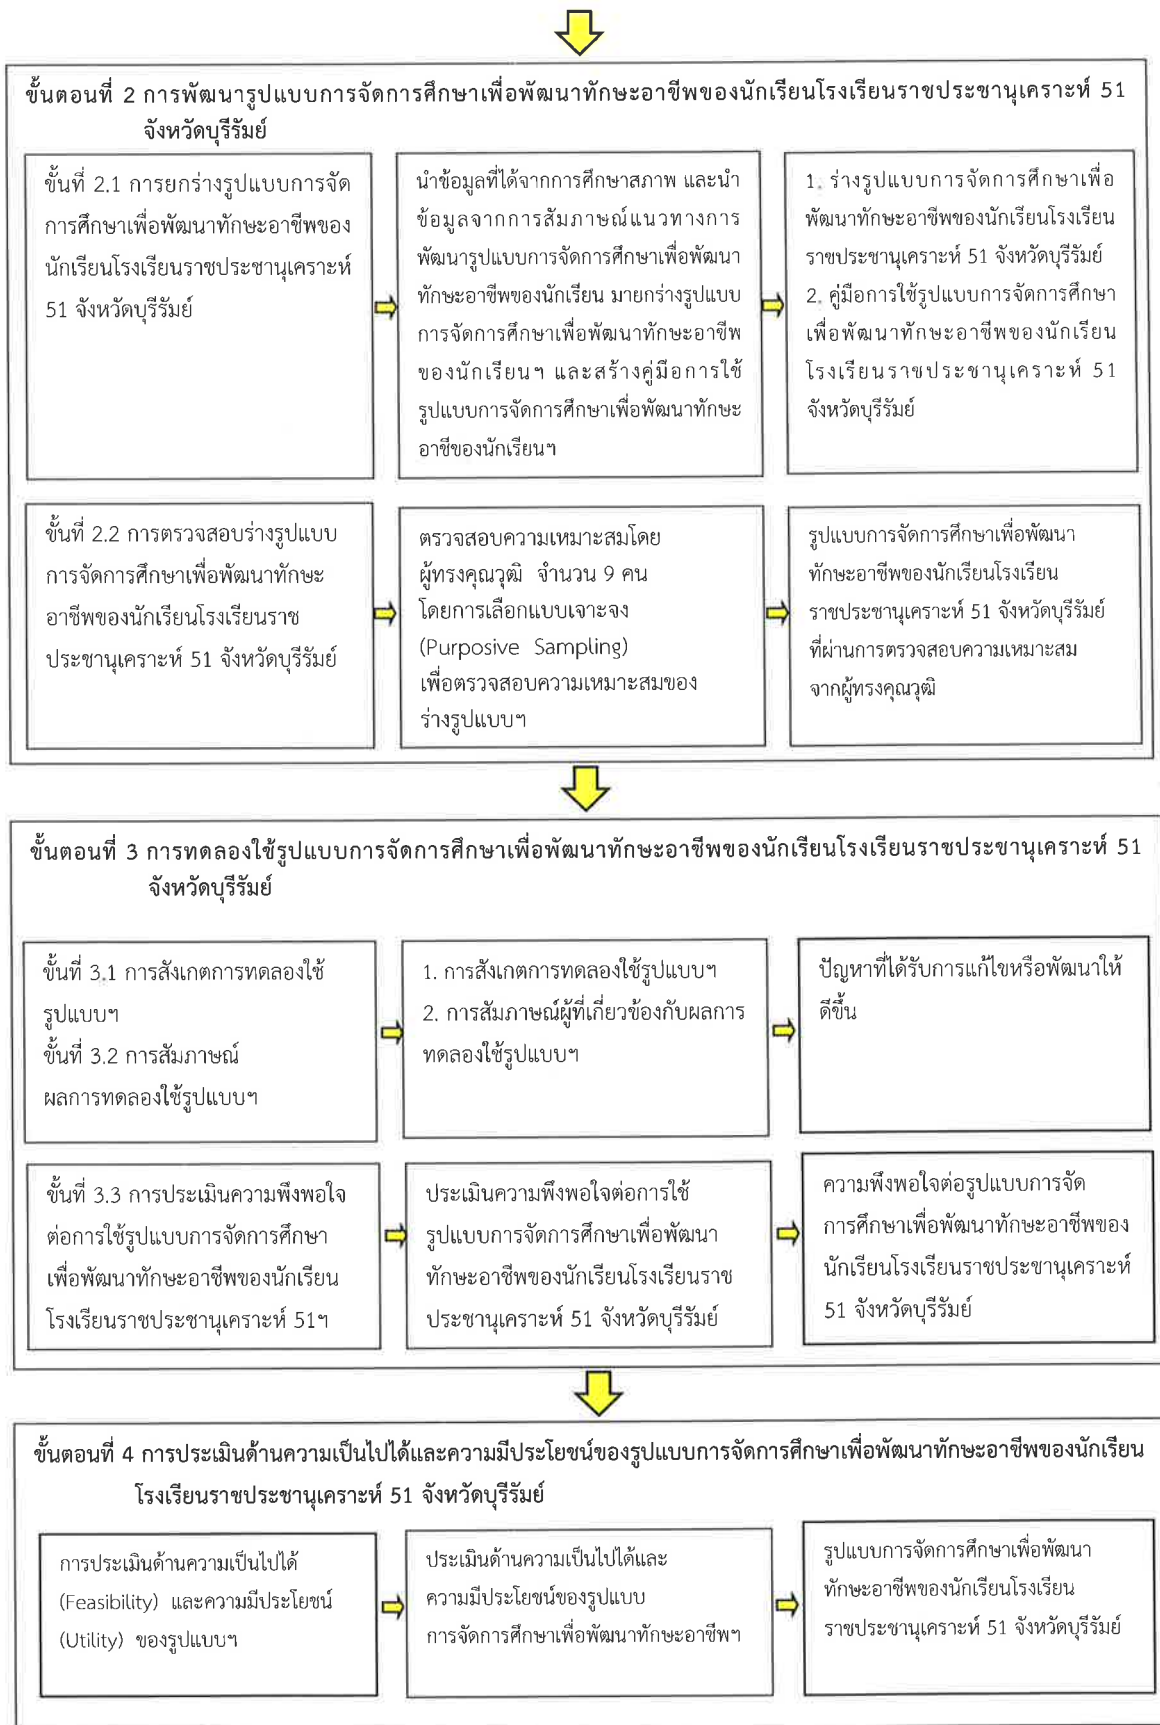 ขั้นตอนที่ 2 การพัฒนารูปแบบการจัดการศึกษาเพื่อพัฒนาทักษะอาชีพของนักเรียนโรงเรียนราชประชานุเคราะห์ 51
จังหวัดบุรีรัมย์
ขั้นที่ 2.1 การยกร่างรูปแบบการจัด
การศึกษาเพื่อพัฒนาทักษะอาชีพของ
นักเรียนโรงเรียนราชประชานุเคราะห์
51 จังหวัดบุรีรัมย์
นำข้อมูลที่ได้จากการศึกษาสภาพ และนำ
ข้อมูลจากการสัมภาษณ์แนวทางการ
พัฒนารูปแบบการจัดการศึกษาเพื่อพัฒนา
ทักษะอาชีพของนักเรียน มายกร่างรูปแบบ
การจัดการศึกษาเพื่อพัฒนาทักษะอาชีพ
ของนักเรียนฯ และสร้างคู่มือการใช้
รูปแบบการจัดการศึกษาเพื่อพัฒนาทักษะ
อาชีของนักเรียนฯ
1. ร่างรูปแบบการจัดการศึกษาเพื่อ
พัฒนาทักษะอาชีพของนักเรียนโรงเรียน
ราชประชานุเคราะห์ 51 จังหวัดบุรีรัมย์
2. คู่มือการใช้รูปแบบการจัดการศึกษา
เพื่อพัฒนาทักษะอาชีพของนักเรียน
โรงเรียนราชประชานุเคราะห์ 51
จังหวัดบุรีรัมย์
ขั้นที่ 2.2 การตรวจสอบร่างรูปแบบ
การจัดการศึกษาเพื่อพัฒนาทักษะ
อาชีพของนักเรียนโรงเรียนราช
ประชานุเคราะห์ 51 จังหวัดบุรีรัมย์
ตรวจสอบความเหมาะสมโดย
ผู้ทรงคุณวุฒิ จำนวน 9 คน
โดยการเลือกแบบเจาะจง
(Purposive Sampling)
เพื่อตรวจสอบความเหมาะสมของ
ร่างรูปแบบฯ
รูปแบบการจัดการศึกษาเพื่อพัฒนา
ทักษะอาชีพของนักเรียนโรงเรียน
ราชประชานุเคราะห์ 51 จังหวัดบุรีรัมย์
ที่ผ่านการตรวจสอบความเหมาะสม
จากผู้ทรงคุณวุฒิ
ขั้นตอนที่ 3 การทดลองใช้รูปแบบการจัดการศึกษาเพื่อพัฒนาทักษะอาชีพของนักเรียนโรงเรียนราชประชานุเคราะห์ 51
จังหวัดบุรีรัมย์
ขั้นที่ 3.1 การสังเกตการทดลองใช้
รูปแบบฯ
ขั้นที่ 3.2 การสัมภาษณ์
ผลการทดลองใช้รูปแบบฯ
1. การสังเกตการทดลองใช้รูปแบบฯ
2. การสัมภาษณ์ผู้ที่เกี่ยวข้องกับผลการ
ทดลองใช้รูปแบบฯ
ปัญหาที่ได้รับการแก้ไขหรือพัฒนาให้
ดีขึ้น
ขั้นที่ 3.3 การประเมินความพึงพอใจ
ต่อการใช้รูปแบบการจัดการศึกษา
เพื่อพัฒนาทักษะอาชีพของนักเรียน
โรงเรียนราชประชานุเคราะห์ 51ฯ
ประเมินความพึงพอใจต่อการใช้
รูปแบบการจัดการศึกษาเพื่อพัฒนา
ทักษะอาชีพของนักเรียนโรงเรียนราช
ประชานุเคราะห์ 51 จังหวัดบุรีรัมย์
ความพึงพอใจต่อรูปแบบการจัด
การศึกษาเพื่อพัฒนาทักษะอาชีพของ
นักเรียนโรงเรียนราชประชานุเคราะห์
51 จังหวัดบุรีรัมย์
ขั้นตอนที่ 4 การประเมินด้านความเป็นไปได้และความมีประโยชน์ของรูปแบบการจัดการศึกษาเพื่อพัฒนาทักษะอาชีพของนักเรียน
โรงเรียนราชประชานุเคราะห์ 51 จังหวัดบุรีรัมย์
การประเมินด้านความเป็นไปได้
(Feasibility) และความมีประโยชน์
(Utility) ของรูปแบบฯ
ประเมินด้านความเป็นไปได้และ
ความมีประโยชน์ของรูปแบบ
การจัดการศึกษาเพื่อพัฒนาทักษะอาชีพฯ
รูปแบบการจัดการศึกษาเพื่อพัฒนา
ทักษะอาชีพของนักเรียนโรงเรียน
ราชประชานุเคราะห์ 51 จังหวัดบุรีรัมย์